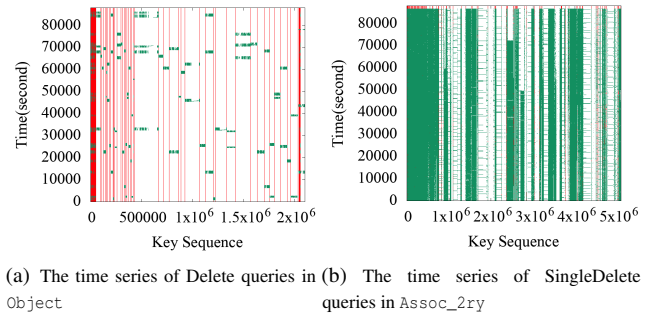 Time(second)
80000
70000
60000
50000
40000
30000
20000
10000
0
0 500000 1x10^6 1.5x10^6 2x10^6
Key Sequence
Time(second)
80000
70000
60000
50000
40000
30000
20000
10000
0
0 1x10^6 2x10^6 3x10^6 4x10^6 5x10^6
Key Sequence
(a) The time series of Delete queries in
Object
(b) The time series of SingleDelete
queries in Assoc_2ry